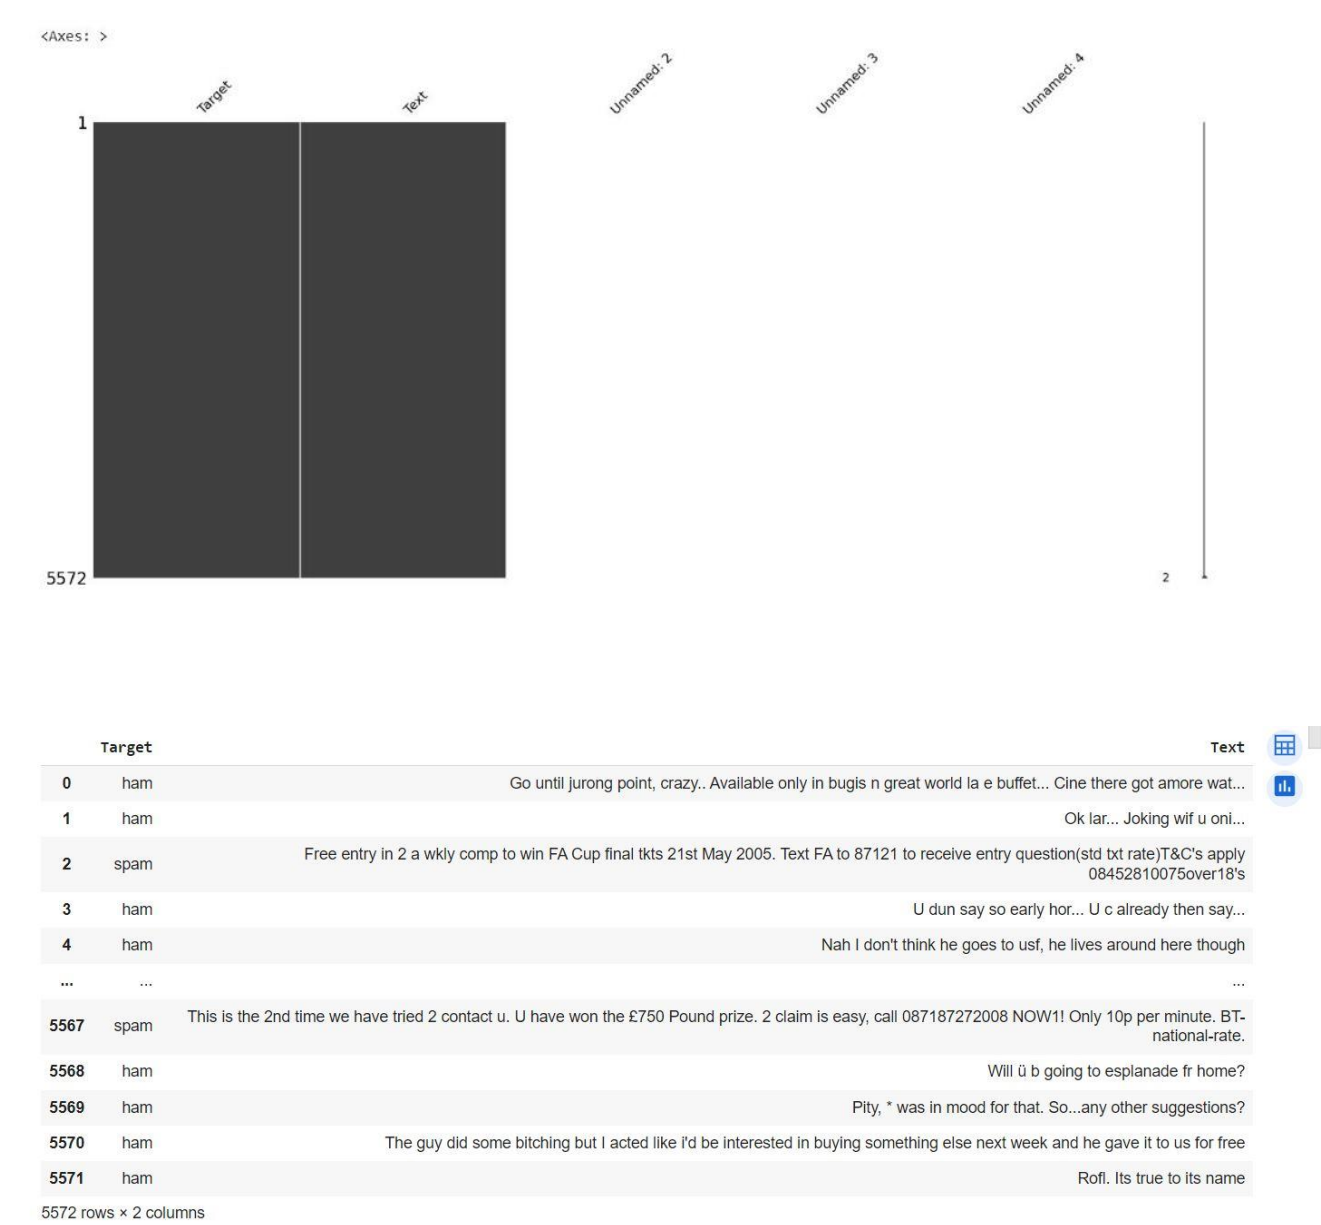 <Axes: >
Target
Text
Unnamed: 2
Unnamed: 3
Unnamed: 4
1
5572
2
Target Text
0 ham Go until jurong point, crazy.. Available only in bugis n great world la e buffet... Cine there got amore wat...
1 ham Ok lar... Joking wif u oni...
2 spam Free entry in 2 a wkly comp to win FA Cup final tkts 21st May 2005. Text FA to 87121 to receive entry question(std txt rate)T&C's apply
08452810075over18's
3 ham U dun say so early hor... U c already then say...
4 ham Nah I don't think he goes to usf, he lives around here though
... ... ...
5567 spam This is the 2nd time we have tried 2 contact u. U have won the £750 Pound prize. 2 claim is easy, call 087187272008 NOW1! Only 10p per minute. BT-
national-rate.
5568 ham Will ü b going to esplanade fr home?
5569 ham Pity, * was in mood for that. So...any other suggestions?
5570 ham The guy did some bitching but I acted like i'd be interested in buying something else next week and he gave it to us for free
5571 ham Rofl. Its true to its name
5572 rows × 2 columns